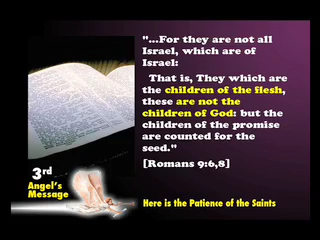 "...For they are not all
Israel, which are of
Israel:
That is, They which are
the children of the flesh,
these are not the
children of God: but the
children of the promise
are counted for the
seed."
[Romans 9:6,8]
3rd
Angel's
Message
Here is the Patience of the Saints